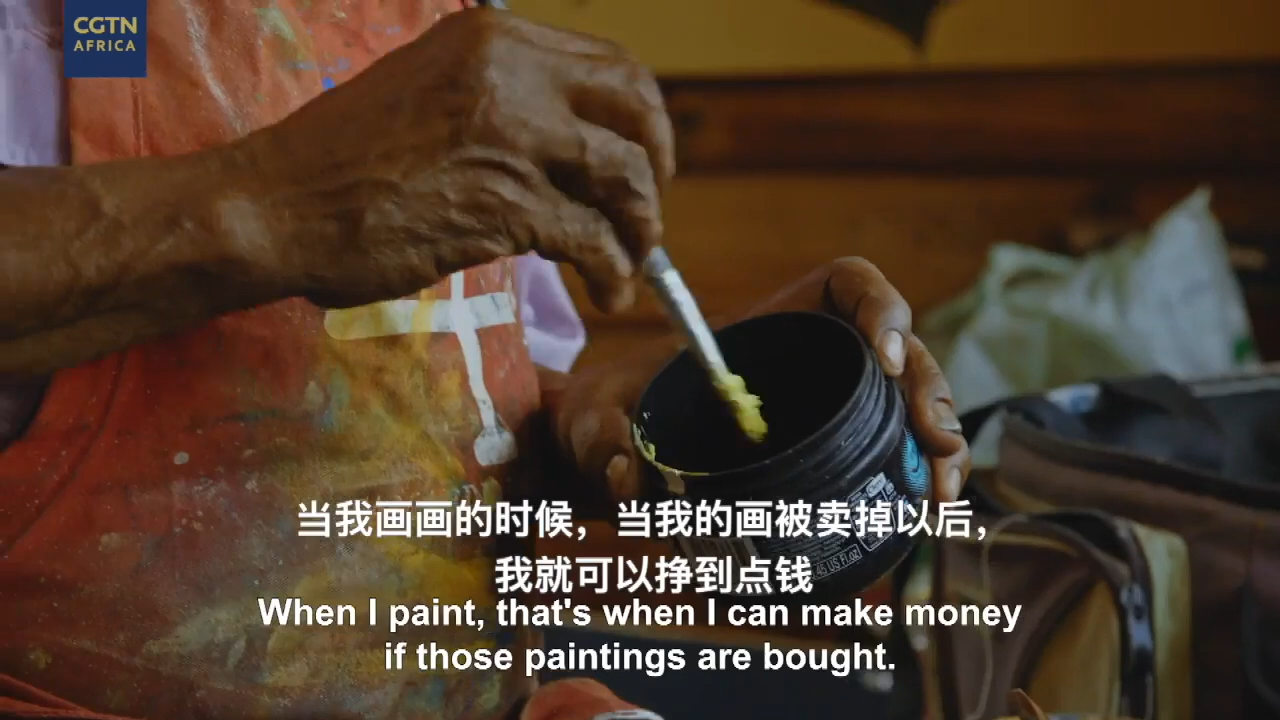 CGTN
AFRICA
当我画画的时候，当我的画被卖掉以后，
我就可以挣到点钱
When I paint, that's when I can make money
if those paintings are bought.